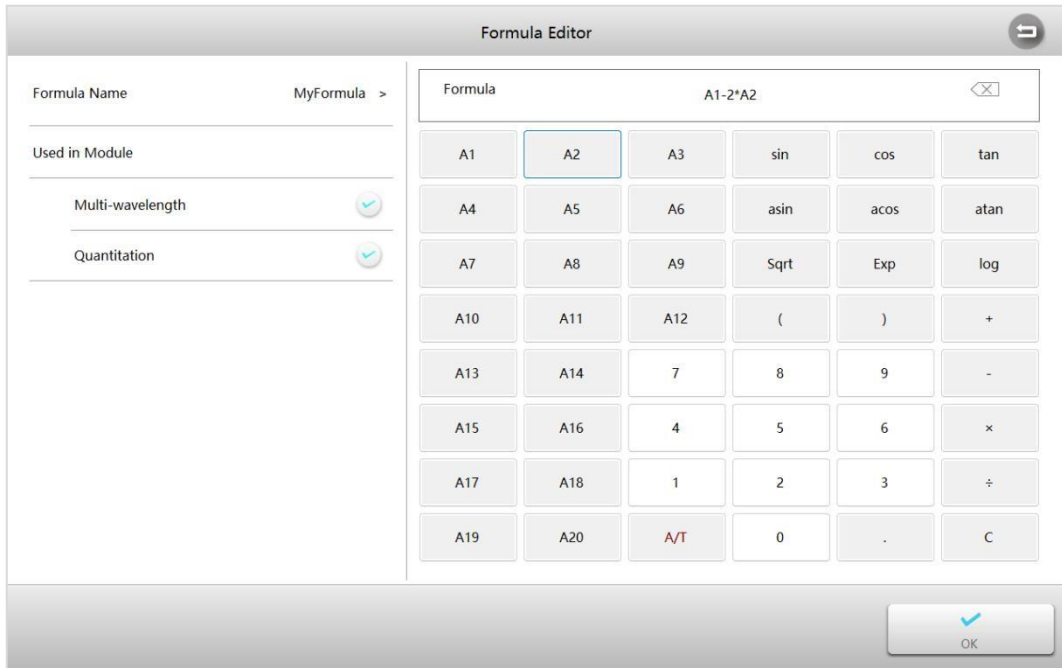 Formula Editor
Formula Name MyFormula >
Used in Module
Multi-wavelength
Quantitation
Formula A1-2*A2
A1 A2 A3 sin cos tan
A4 A5 A6 asin acos atan
A7 A8 A9 Sqrt Exp log
A10 A11 A12 ( ) +
A13 A14 7 8 9 -
A15 A16 4 5 6 ×
A17 A18 1 2 3 ÷
A19 A20 A/T 0 . C
OK